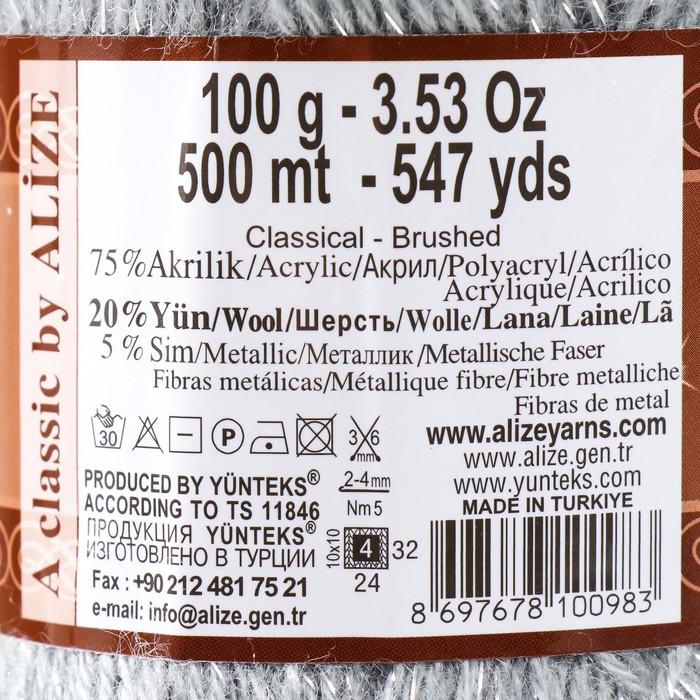 A classic by ALİZE
100 g - 3.53 Oz
500 mt - 547 yds
Classical - Brushed
75 % Akrilik/Acrylic/Акрил/Polyacryl/Acrílico
Acrylique/Acrilico
20 % Yün/Wool/Шерсть/Wolle/Lana/Laine/Lã
5 % Sim/Metallic/Металлик/Metallische Faser
Fibras metálicas/Métallique fibre/Fibre metalliche
Fibras de metal
30 P 3 6
mm
www.alizeyarns.com
www.alize.gen.tr
www.yunteks.com
MADE IN TURKIYE
PRODUCED BY YÜNTEKS®
ACCORDING TO TS 11846
ПРОДУКЦИЯ YÜNTEKS®
ИЗГОТОВЛЕНО В ТУРЦИИ
Fax : +90 212 481 75 21
e-mail: info@alize.gen.tr
2-4 mm
Nm 5
10x10 4 32
24
8 697678 100983